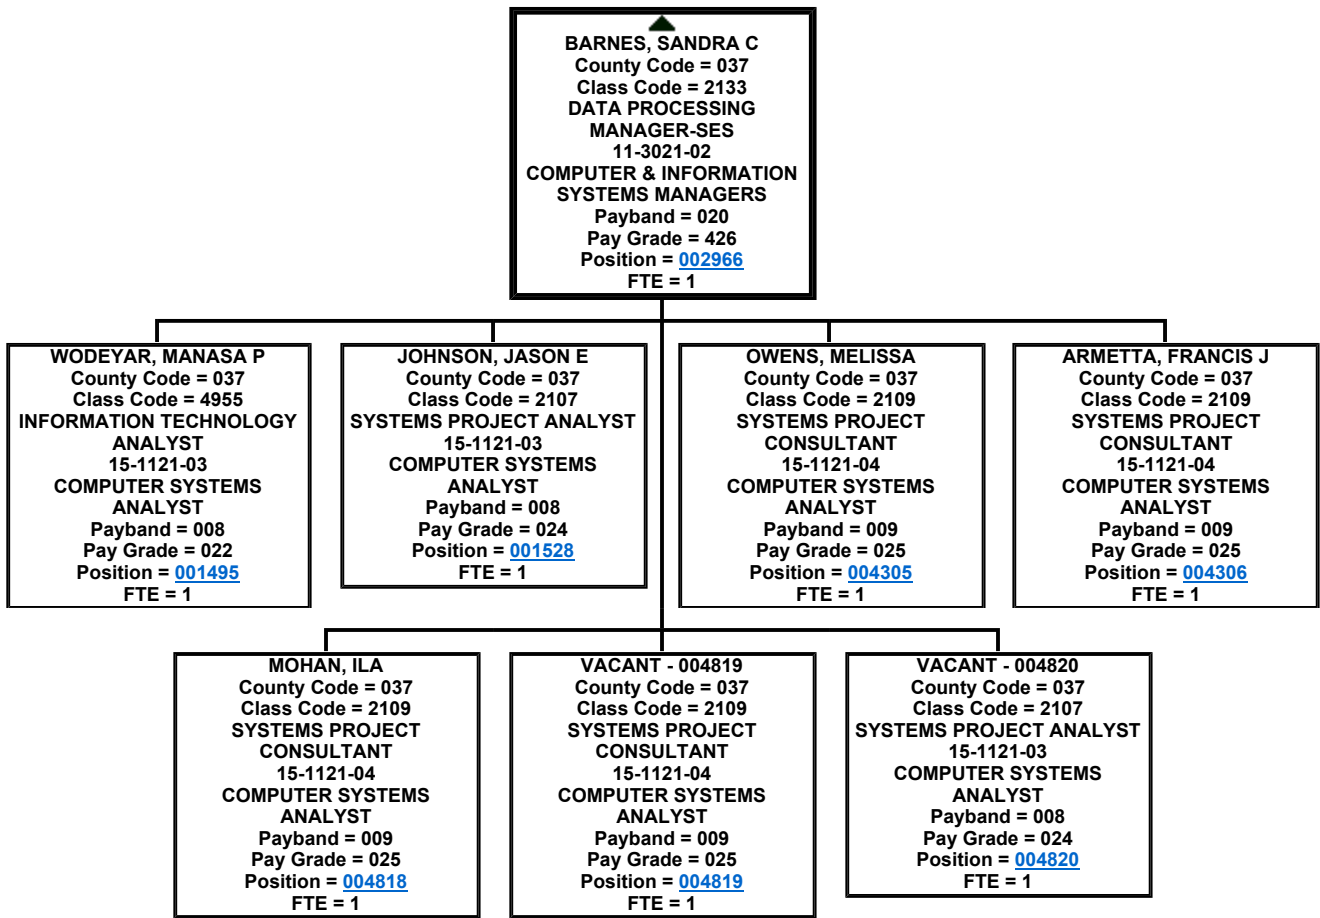 BARNES, SANDRA C
County Code = 037
Class Code = 2133
DATA PROCESSING
MANAGER-SES
11-3021-02
COMPUTER & INFORMATION
SYSTEMS MANAGERS
Payband = 020
Pay Grade = 426
Position = 002966
FTE = 1
WODEYAR, MANASA P
County Code = 037
Class Code = 4955
INFORMATION TECHNOLOGY
ANALYST
15-1121-03
COMPUTER SYSTEMS
ANALYST
Payband = 008
Pay Grade = 022
Position = 001495
FTE = 1
JOHNSON, JASON E
County Code = 037
Class Code = 2107
SYSTEMS PROJECT ANALYST
15-1121-03
COMPUTER SYSTEMS
ANALYST
Payband = 008
Pay Grade = 024
Position = 001528
FTE = 1
OWENS, MELISSA
County Code = 037
Class Code = 2109
SYSTEMS PROJECT
CONSULTANT
15-1121-04
COMPUTER SYSTEMS
ANALYST
Payband = 009
Pay Grade = 025
Position = 004305
FTE = 1
ARMETTA, FRANCIS J
County Code = 037
Class Code = 2109
SYSTEMS PROJECT
CONSULTANT
15-1121-04
COMPUTER SYSTEMS
ANALYST
Payband = 009
Pay Grade = 025
Position = 004306
FTE = 1
MOHAN, ILA
County Code = 037
Class Code = 2109
SYSTEMS PROJECT
CONSULTANT
15-1121-04
COMPUTER SYSTEMS
ANALYST
Payband = 009
Pay Grade = 025
Position = 004818
FTE = 1
VACANT - 004819
County Code = 037
Class Code = 2109
SYSTEMS PROJECT
CONSULTANT
15-1121-04
COMPUTER SYSTEMS
ANALYST
Payband = 009
Pay Grade = 025
Position = 004819
FTE = 1
VACANT - 004820
County Code = 037
Class Code = 2107
SYSTEMS PROJECT ANALYST
15-1121-03
COMPUTER SYSTEMS
ANALYST
Payband = 008
Pay Grade = 024
Position = 004820
FTE = 1